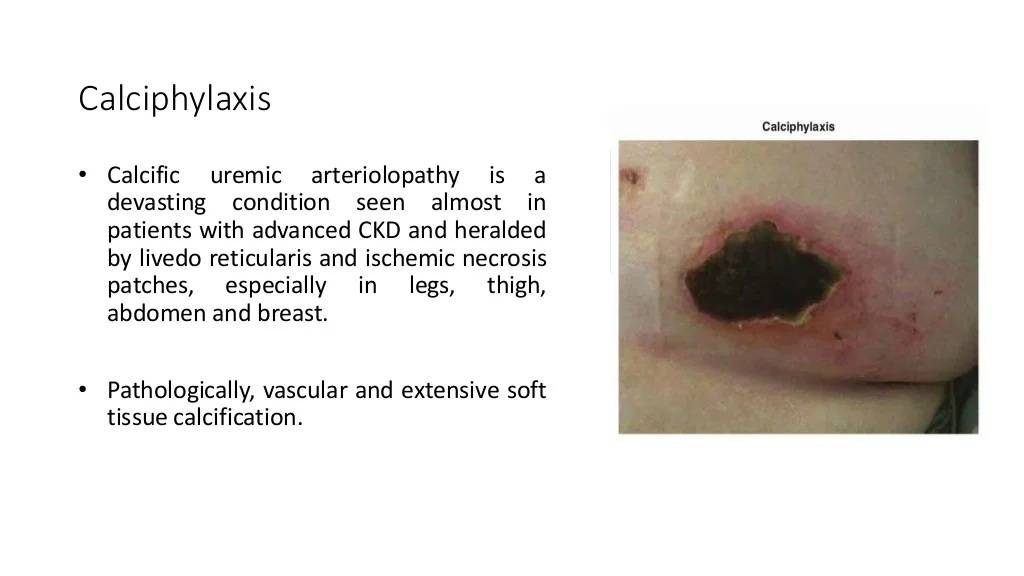 Calciphylaxis
• Calcific uremic arteriolopathy is a
devasting condition seen almost in
patients with advanced CKD and heralded
by livedo reticularis and ischemic necrosis
patches, especially in legs, thigh,
abdomen and breast.
• Pathologically, vascular and extensive soft
tissue calcification.
Calciphylaxis